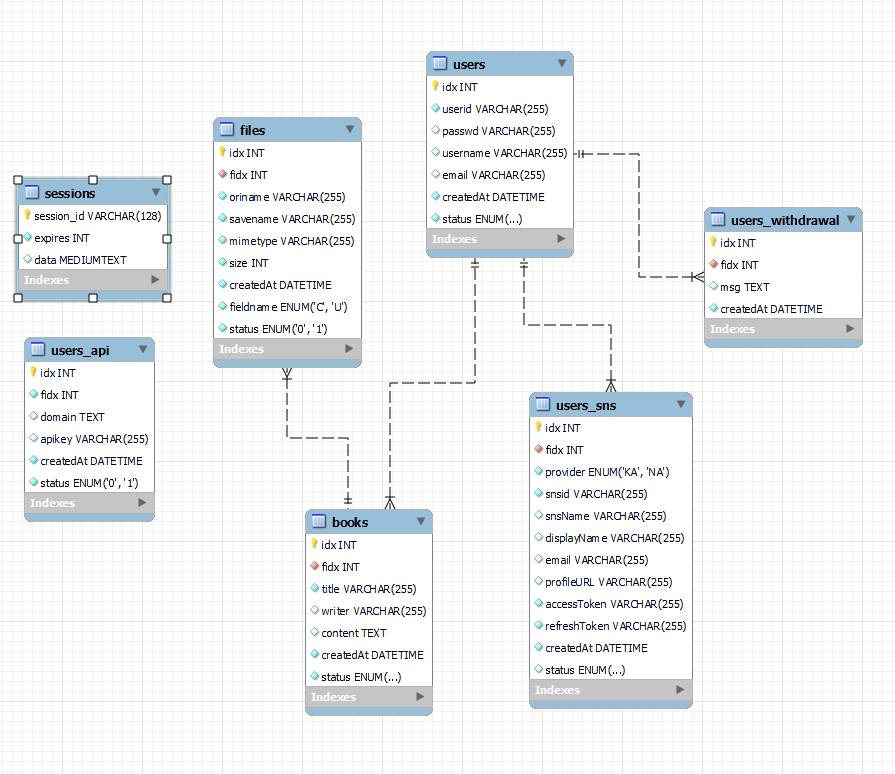 users
idx INT
userid VARCHAR(255)
passwd VARCHAR(255)
username VARCHAR(255)
email VARCHAR(255)
createdAt DATETIME
status ENUM(...)
Indexes
files
idx INT
fidx INT
oriname VARCHAR(255)
savename VARCHAR(255)
mimetype VARCHAR(255)
size INT
createdAt DATETIME
fieldname ENUM('C', 'U')
status ENUM('0', '1')
Indexes
sessions
session_id VARCHAR(128)
expires INT
data MEDIUMTEXT
Indexes
users_withdrawal
idx INT
fidx INT
msg TEXT
createdAt DATETIME
Indexes
users_api
idx INT
fidx INT
domain TEXT
apikey VARCHAR(255)
createdAt DATETIME
status ENUM('0', '1')
Indexes
users_sns
idx INT
fidx INT
provider ENUM('KA', 'NA')
snsid VARCHAR(255)
snsName VARCHAR(255)
displayName VARCHAR(255)
email VARCHAR(255)
profileURL VARCHAR(255)
accessToken VARCHAR(255)
refreshToken VARCHAR(255)
createdAt DATETIME
status ENUM(...)
Indexes
books
idx INT
fidx INT
title VARCHAR(255)
writer VARCHAR(255)
content TEXT
createdAt DATETIME
status ENUM(...)
Indexes